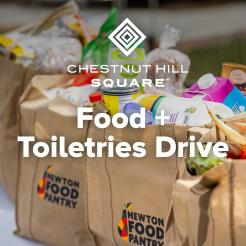 CHESTNUT HILL
SQUARE
Food +
Toiletries Drive
NEWTON
FOOD
PANTRY
NEWTON
FOOD
PANTRY